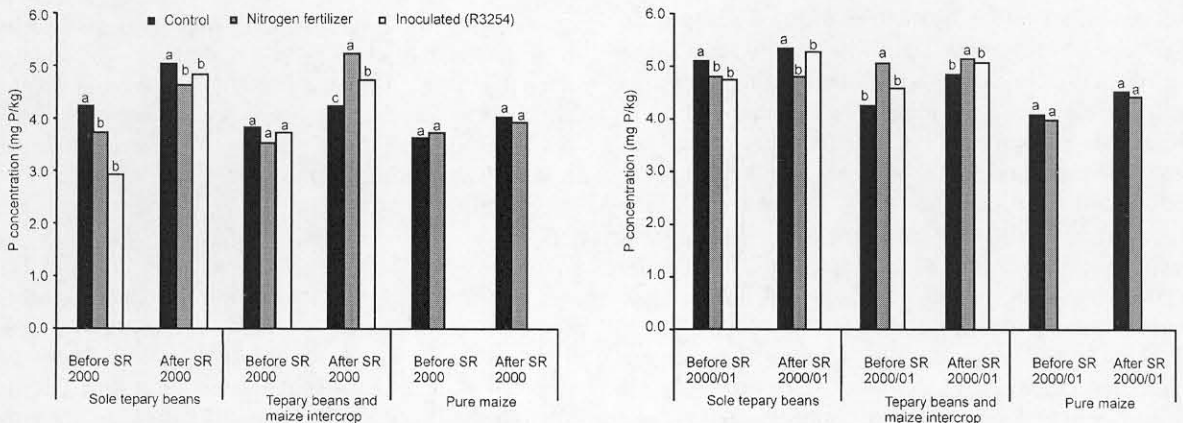 6.0
5.0
4.0
3.0
2.0
1.0
0.0
P concentration (mg P/kg)
Control
Nitrogen fertilizer
Inoculated (R3254)
a b b
a b b
a a a
c a b
a a
a a
Before SR 2000
After SR 2000
Before SR 2000
After SR 2000
Before SR 2000
After SR 2000
Sole tepary beans
Tepary beans and maize intercrop
Pure maize
6.0
5.0
4.0
3.0
2.0
1.0
0.0
P concentration (mg P/kg)
a b b
a b b
b a b
b a a
a a
a a
Before SR 2000/01
After SR 2000/01
Before SR 2000/01
After SR 2000/01
Before SR 2000/01
After SR 2000/01
Sole tepary beans
Tepary beans and maize intercrop
Pure maize